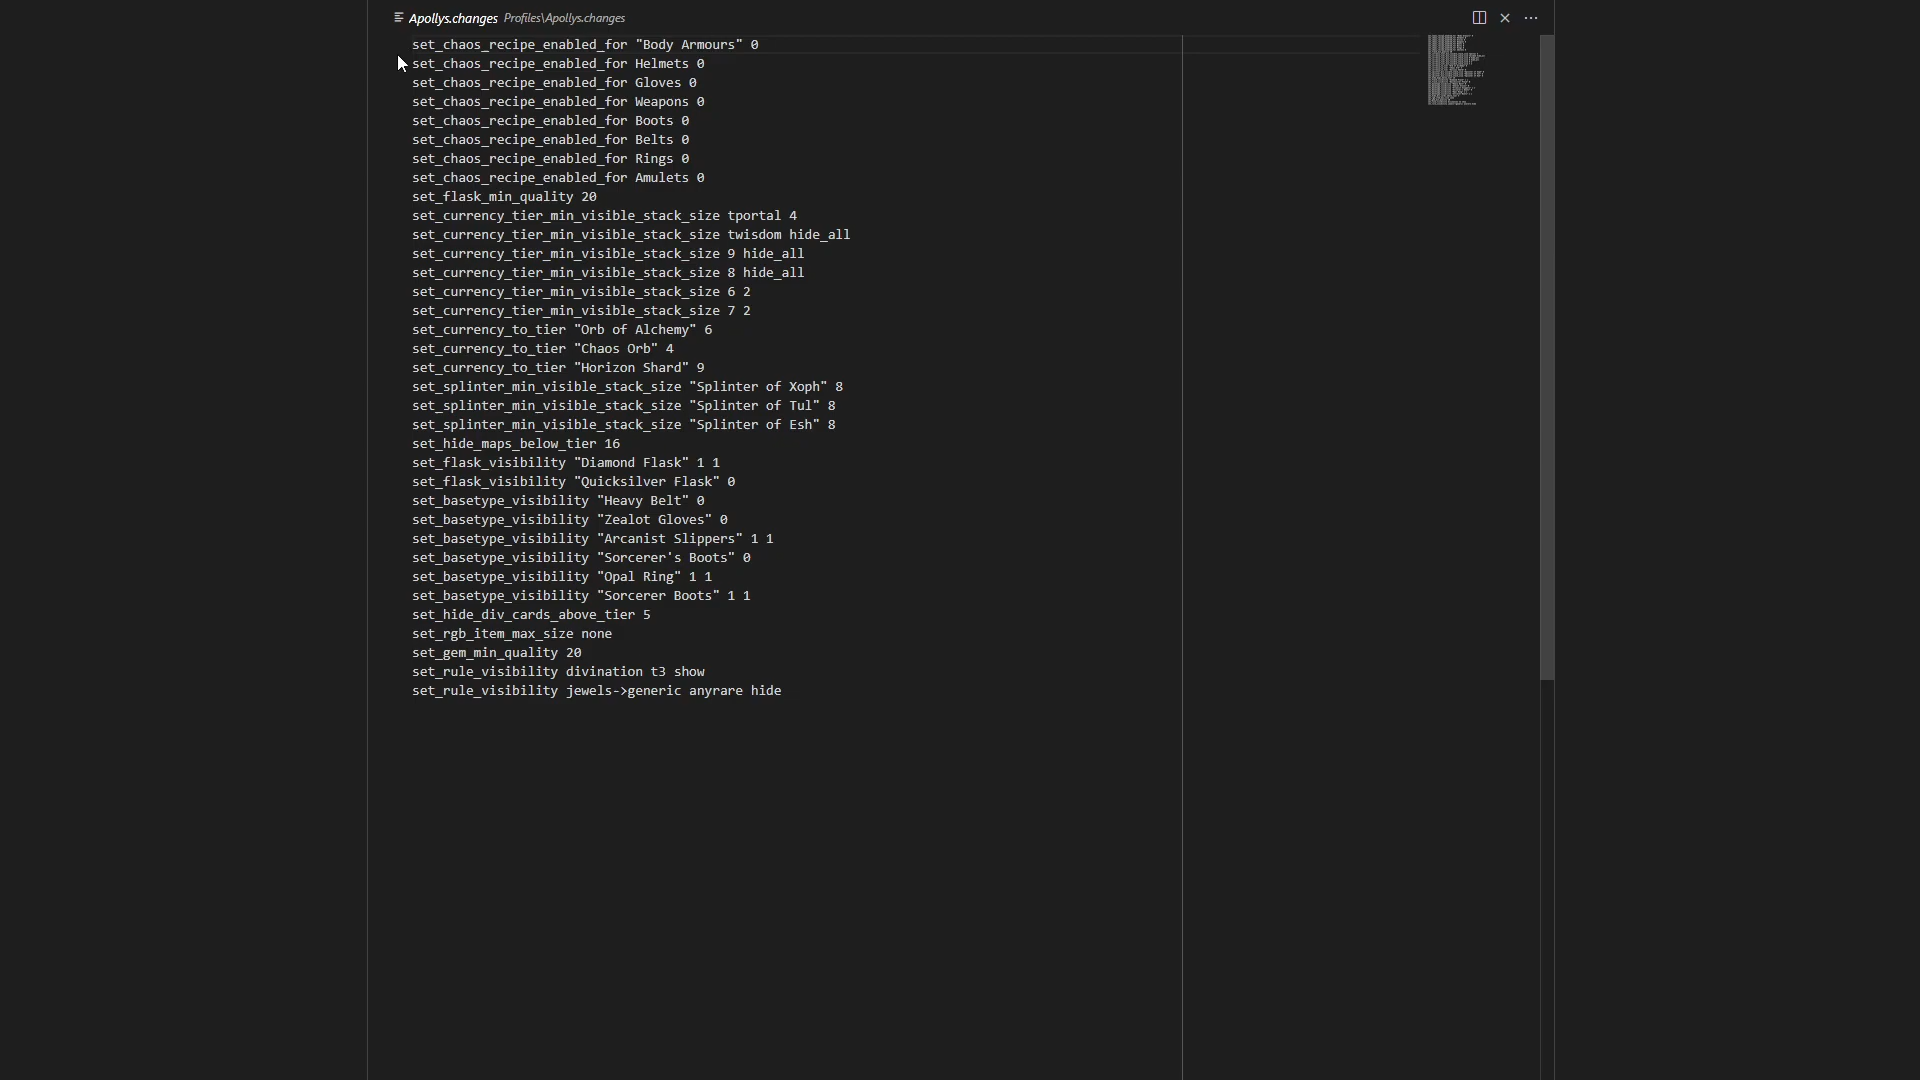 Apollys.changes Profiles\Apollys.changes
set_chaos_recipe_enabled_for "Body Armours" 0
set_chaos_recipe_enabled_for Helmets 0
set_chaos_recipe_enabled_for Gloves 0
set_chaos_recipe_enabled_for Weapons 0
set_chaos_recipe_enabled_for Boots 0
set_chaos_recipe_enabled_for Belts 0
set_chaos_recipe_enabled_for Rings 0
set_chaos_recipe_enabled_for Amulets 0
set_flask_min_quality 20
set_currency_tier_min_visible_stack_size tportal 4
set_currency_tier_min_visible_stack_size twisdom hide_all
set_currency_tier_min_visible_stack_size 9 hide_all
set_currency_tier_min_visible_stack_size 8 hide_all
set_currency_tier_min_visible_stack_size 6 2
set_currency_tier_min_visible_stack_size 7 2
set_currency_to_tier "Orb of Alchemy" 6
set_currency_to_tier "Chaos Orb" 4
set_currency_to_tier "Horizon Shard" 9
set_splinter_min_visible_stack_size "Splinter of Xoph" 8
set_splinter_min_visible_stack_size "Splinter of Tul" 8
set_splinter_min_visible_stack_size "Splinter of Esh" 8
set_hide_maps_below_tier 16
set_flask_visibility "Diamond Flask" 1 1
set_flask_visibility "Quicksilver Flask" 0
set_basetype_visibility "Heavy Belt" 0
set_basetype_visibility "Zealot Gloves" 0
set_basetype_visibility "Arcanist Slippers" 1 1
set_basetype_visibility "Sorcerer's Boots" 0
set_basetype_visibility "Opal Ring" 1 1
set_basetype_visibility "Sorcerer Boots" 1 1
set_hide_div_cards_above_tier 5
set_rgb_item_max_size none
set_gem_min_quality 20
set_rule_visibility divination t3 show
set_rule_visibility jewels->generic anyrare hide